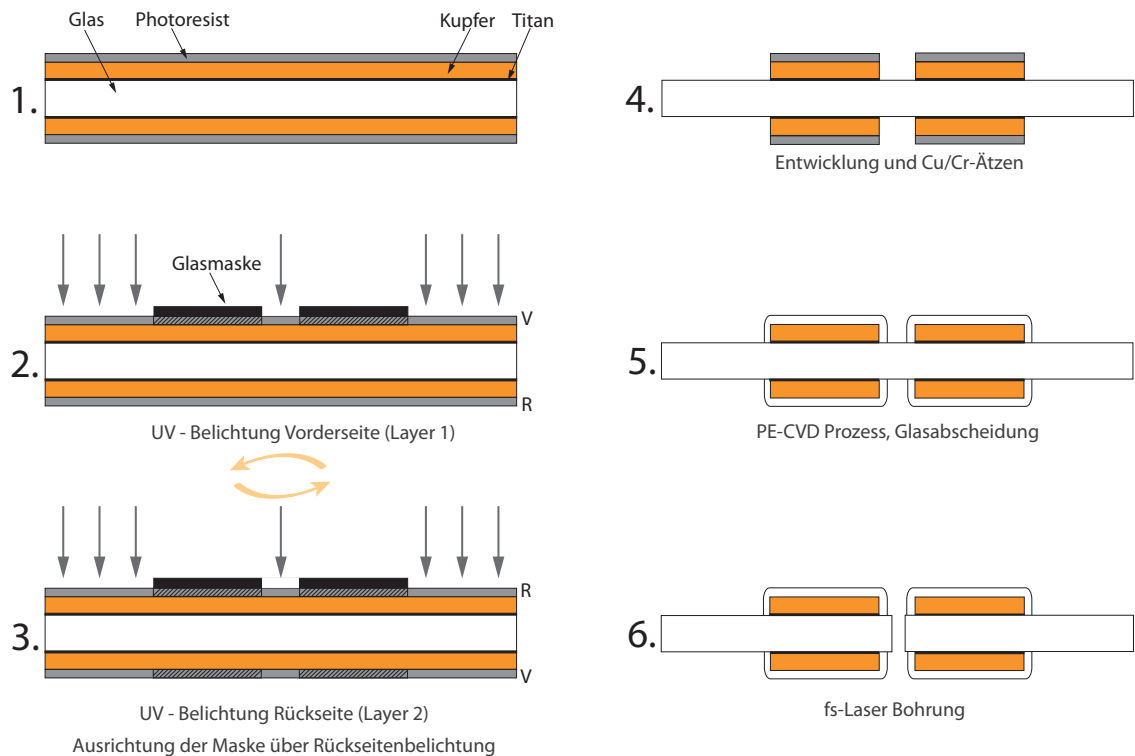 Glas
Photoresist
Kupfer
Titan
1.
Glasmaske
V
2.
R
UV - Belichtung Vorderseite (Layer 1)
R
3.
V
UV - Belichtung Rückseite (Layer 2)
Ausrichtung der Maske über Rückseitenbelichtung
4.
Entwicklung und Cu/Cr-Ätzen
5.
PE-CVD Prozess, Glasabscheidung
6.
fs-Laser Bohrung